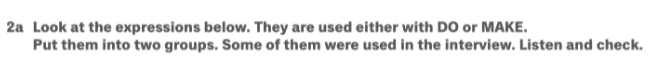 2a Look at the expressions below. They are used either with DO or MAKE.
Put them into two groups. Some of them were used in the interview. Listen and check.